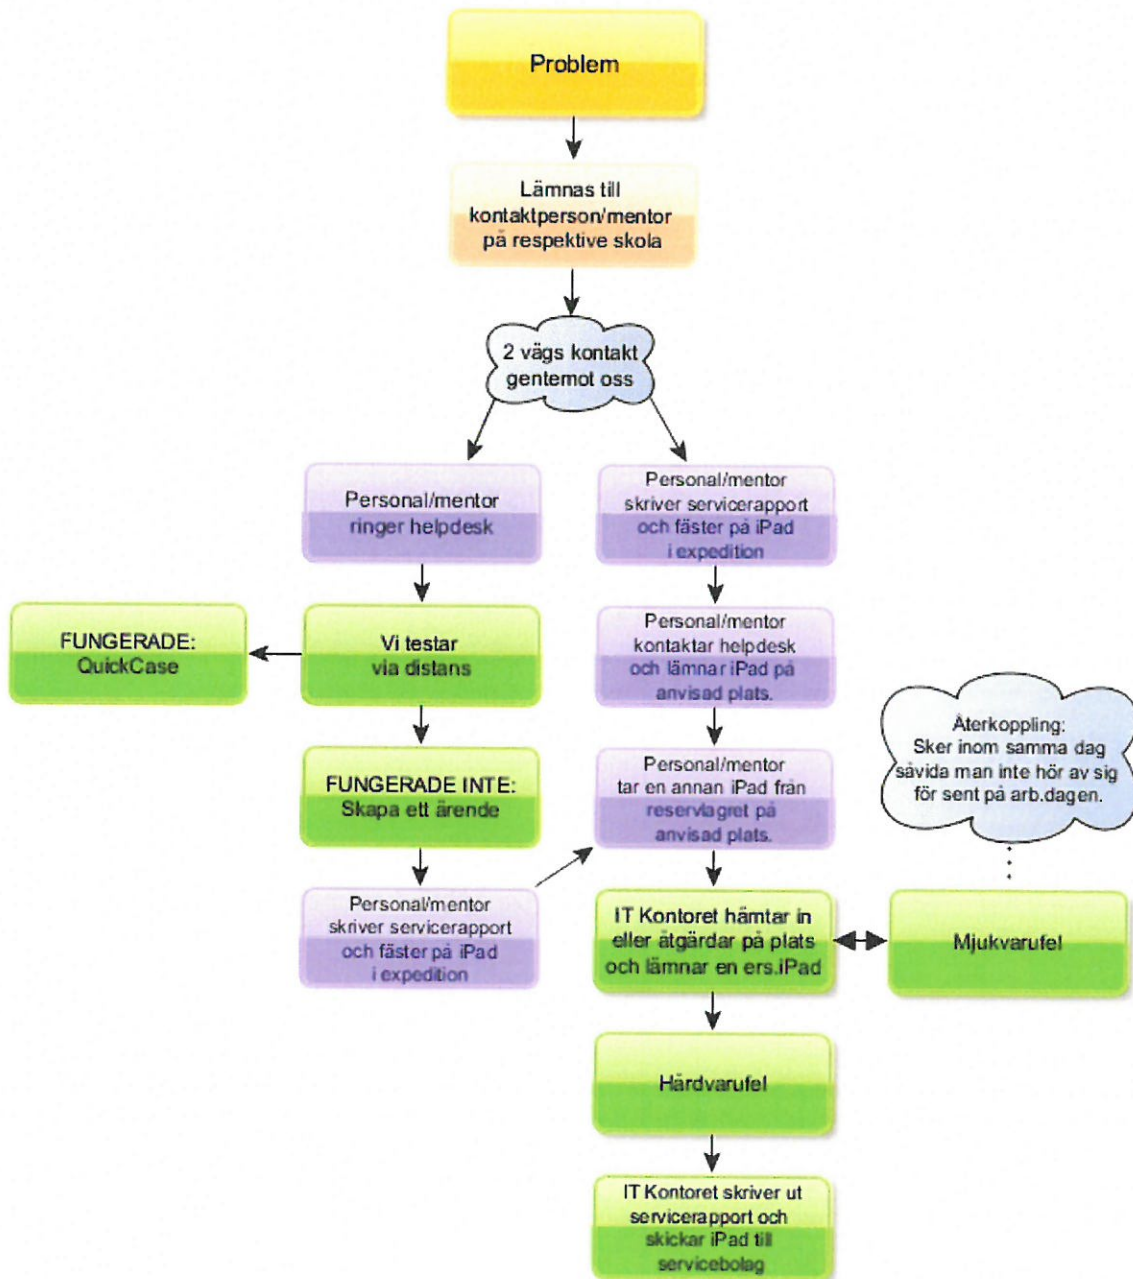 Problem
Lämnas till
kontaktperson/mentor
på respektive skola
2 vägs kontakt
gentemot oss
Personal/mentor
ringer helpdesk
Personal/mentor
skriver servicerapport
och fäster på iPad
i expedition
FUNGERADE:
QuickCase
Vi testar
via distans
Personal/mentor
kontaktar helpdesk
och lämnar iPad på
anvisad plats.
Återkoppling:
Sker inom samma dag
såvida man inte hör av sig
för sent på arb.dagen.
FUNGERADE INTE:
Skapa ett ärende
Personal/mentor
tar en annan iPad från
reservlagret på
anvisad plats.
Personal/mentor
skriver servicerapport
och fäster på iPad
i expedition
IT Kontoret hämtar in
eller åtgärdar på plats
och lämnar en ers.iPad
Mjukvarufel
Hårdvarufel
IT Kontoret skriver ut
servicerapport och
skickar iPad till
servicebolag